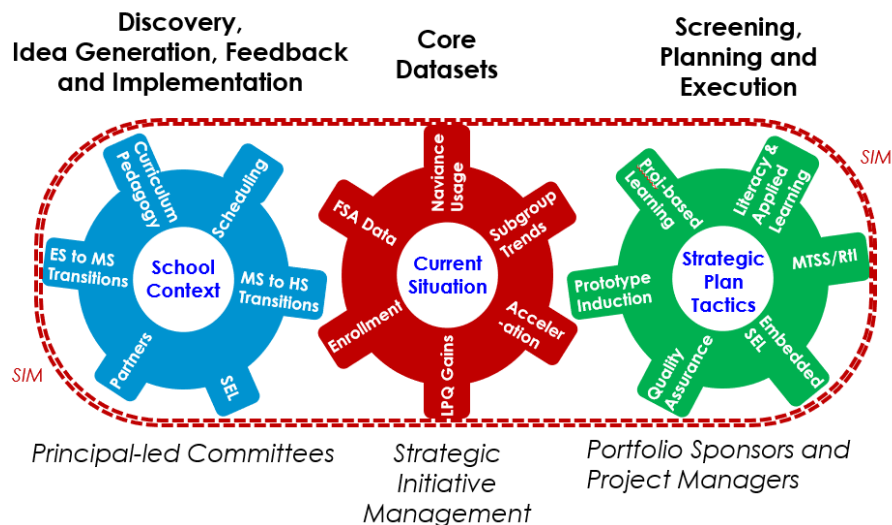 Discovery,
Idea Generation, Feedback
and Implementation
Core
Datasets
Screening,
Planning and
Execution
SIM
Curriculum
Pedagogy
Scheduling
ES to MS
Transitions
School
Context
MS to HS
Transitions
Partners
SEL
Naviance
Usage
FSA Data
Subgroup
Trends
Current
Situation
Enrollment
Acceler
-ation
LPQ Gains
Proj-based
Learning
Literacy &
Applied
Learning
Prototype
Induction
Strategic
Plan
Tactics
MTSS/RtI
Quality
Assurance
Embedded
SEL
SIM
Principal-led Committees
Strategic
Initiative
Management
Portfolio Sponsors and
Project Managers